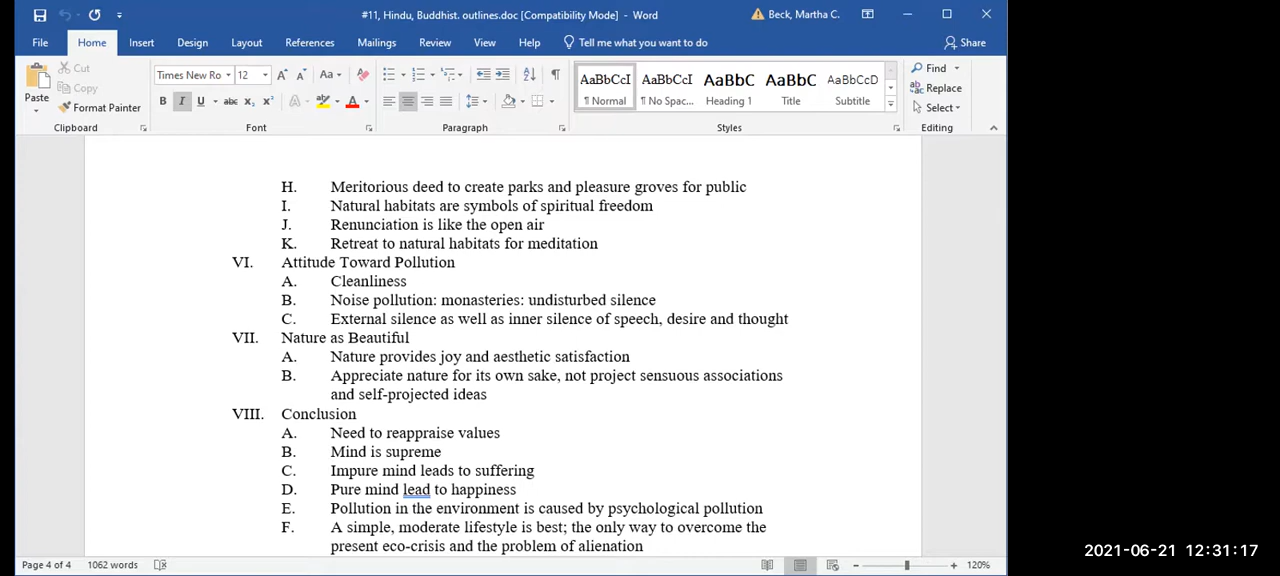 #11, Hindu, Buddhist. outlines.doc [Compatibility Mode] - Word
Beck, Martha C.
File Home Insert Design Layout References Mailings Review View Help Tell me what you want to do Share
Paste
Cut
Copy
Format Painter
Clipboard
Times New Ro 12
Font
Paragraph
AaBbCcI AaBbCcI AaBbC AaBbC AaBbCcD
¶ Normal ¶ No Spac... Heading 1 Title Subtitle
Styles
Find
Replace
Select
Editing
H. Meritorious deed to create parks and pleasure groves for public
I. Natural habitats are symbols of spiritual freedom
J. Renunciation is like the open air
K. Retreat to natural habitats for meditation
VI. Attitude Toward Pollution
A. Cleanliness
B. Noise pollution: monasteries: undisturbed silence
C. External silence as well as inner silence of speech, desire and thought
VII. Nature as Beautiful
A. Nature provides joy and aesthetic satisfaction
B. Appreciate nature for its own sake, not project sensuous associations
and self-projected ideas
VIII. Conclusion
A. Need to reappraise values
B. Mind is supreme
C. Impure mind leads to suffering
D. Pure mind lead to happiness
E. Pollution in the environment is caused by psychological pollution
F. A simple, moderate lifestyle is best; the only way to overcome the
present eco-crisis and the problem of alienation
Page 4 of 4 1062 words 120%
2021-06-21 12:31:17